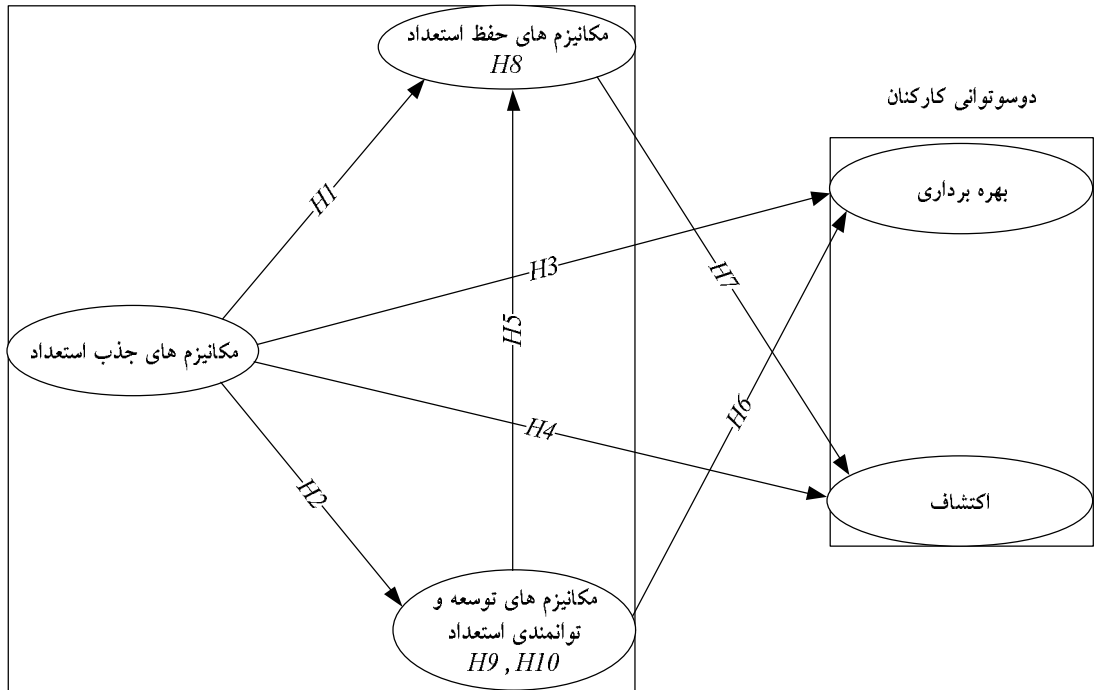 مکانیزم های حفظ استعداد
H8
دوسوتوانی کارکنان
بهره برداری
H1
H3
H7
H5
مکانیزم های جذب استعداد
H6
H4
H2
اکتشاف
مکانیزم های توسعه و
توانمندی استعداد
H9 , H10